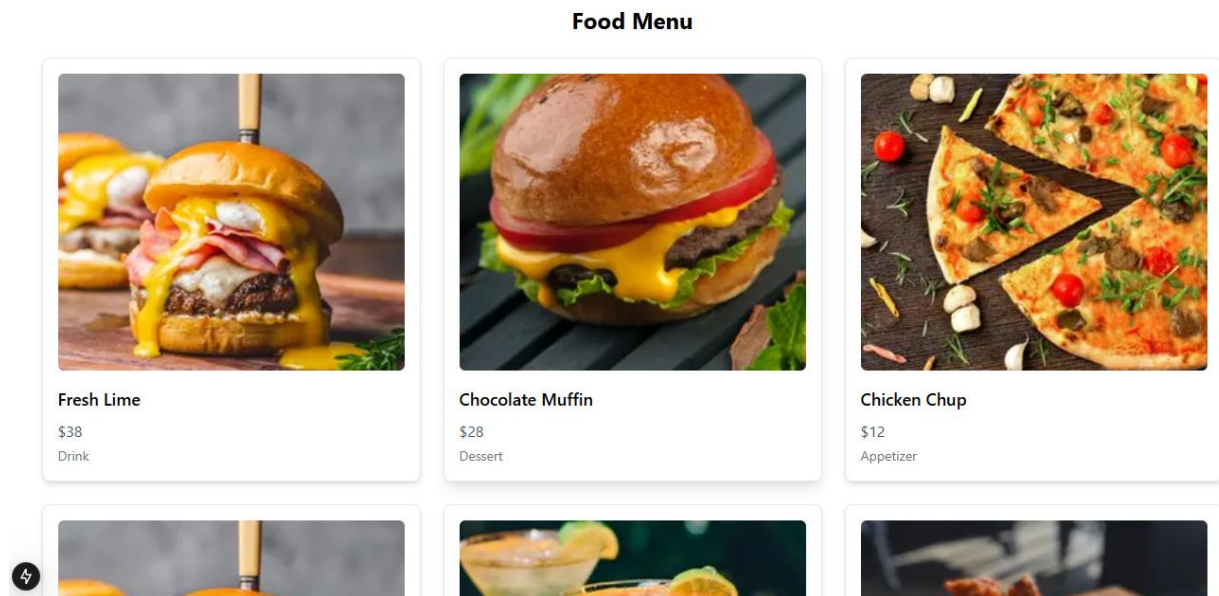 Food Menu
Fresh Lime
$38
Drink
Chocolate Muffin
$28
Dessert
Chicken Chup
$12
Appetizer